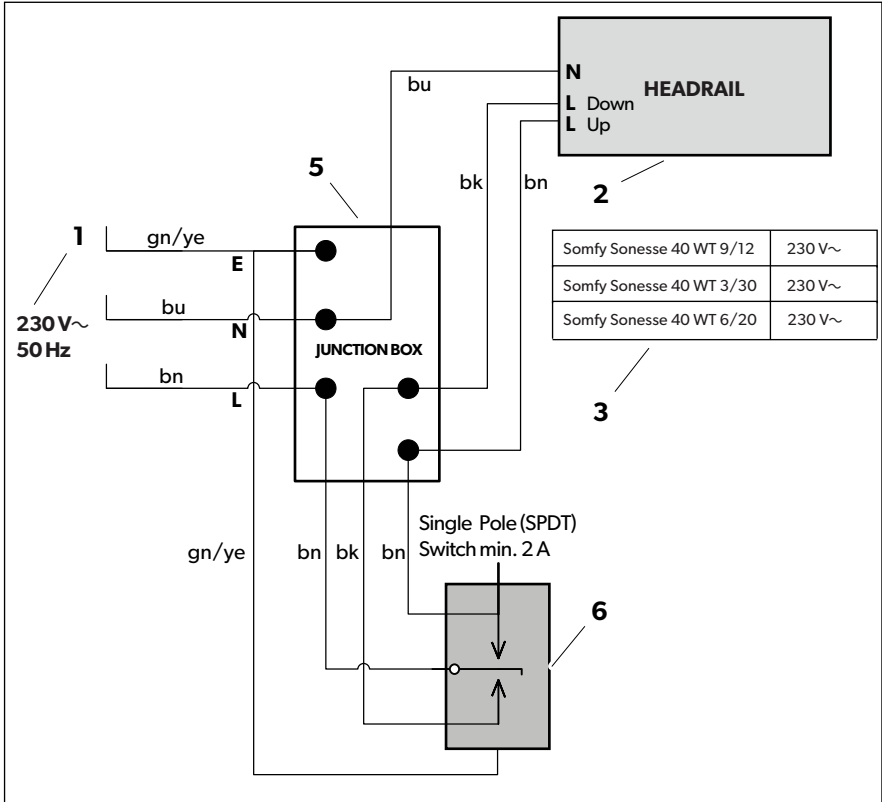 N
bu
HEADRAIL
L Down
L Up
5
bk
bn
2
1
gn/ye
E
Somfy Sonesse 40 WT 9/12 230 V~
Somfy Sonesse 40 WT 3/30 230 V~
Somfy Sonesse 40 WT 6/20 230 V~
bu
230 V~
50 Hz
N
JUNCTION BOX
bn
L
3
Single Pole (SPDT)
Switch min. 2 A
gn/ye
bn
bk
bn
6